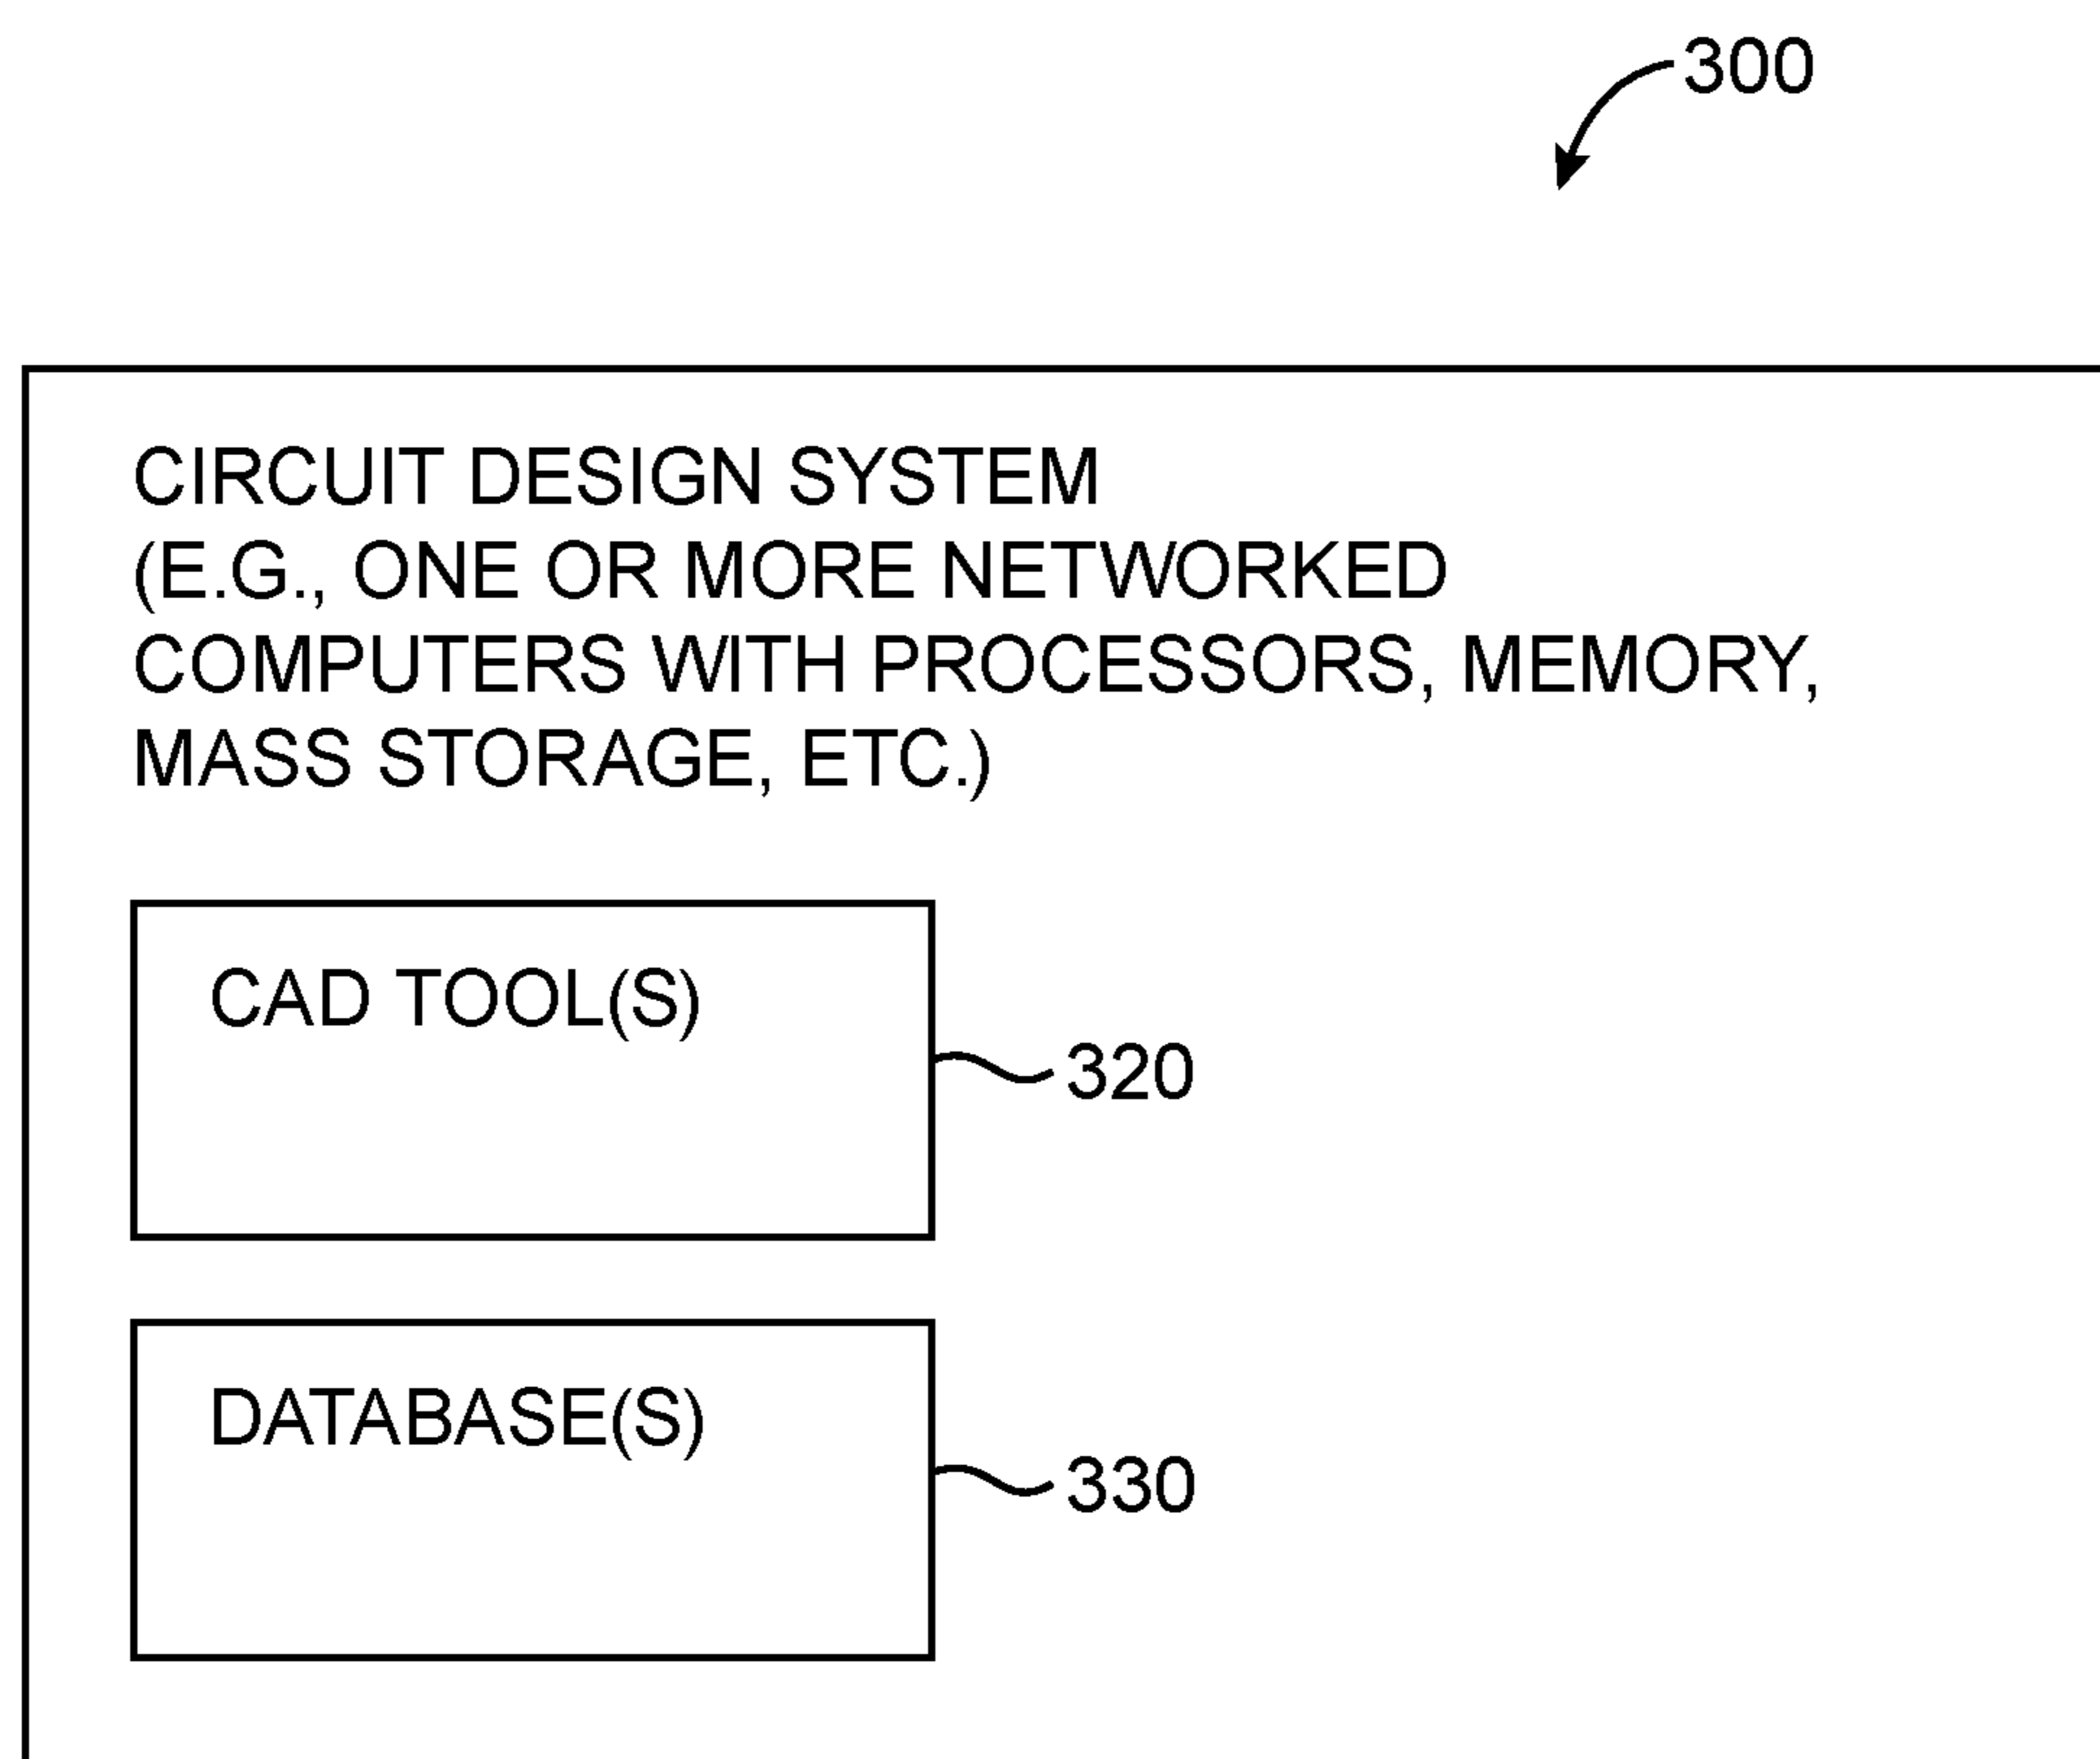 300
CIRCUIT DESIGN SYSTEM
(E.G., ONE OR MORE NETWORKED
COMPUTERS WITH PROCESSORS, MEMORY,
MASS STORAGE, ETC.)
CAD TOOL(S)
320
DATABASE(S)
330